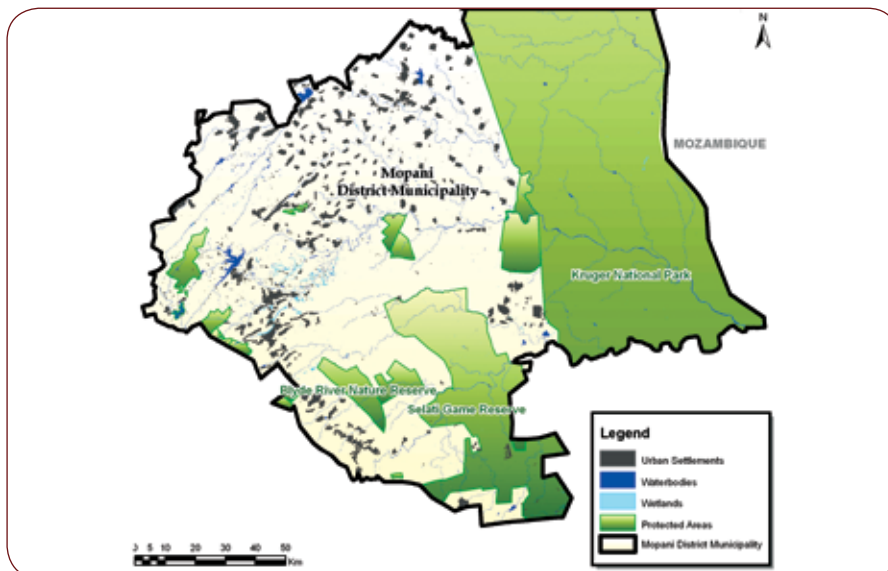 N
MOZAMBIQUE
Mopani
District Municipality
Kruger National Park
Blyde River Nature Reserve
Selati Game Reserve
Legend
Urban Settlements
Waterbodies
Wetlands
Protected Areas
Mopani District Municipality
0 5 10 20 30 40 50
Km